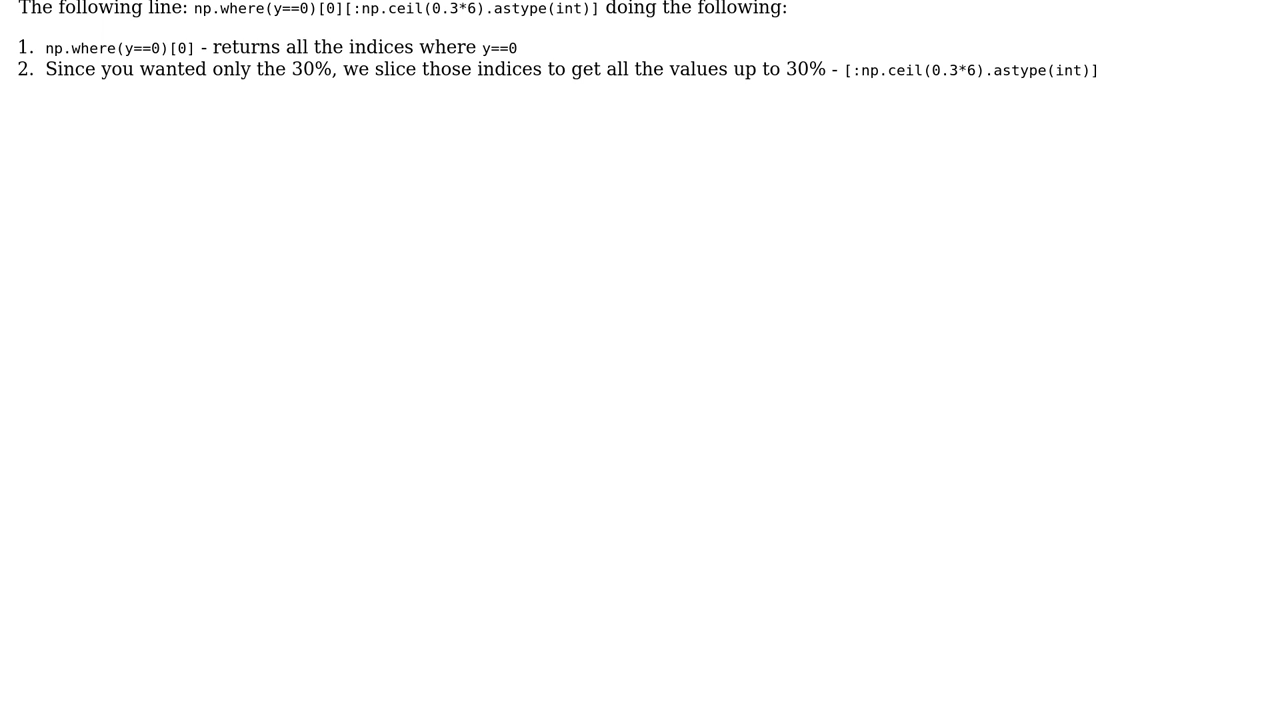 The following line: np.where(y==0)[0][:np.ceil(0.3*6).astype(int)] doing the following:
1. np.where(y==0)[0] - returns all the indices where y==0
2. Since you wanted only the 30%, we slice those indices to get all the values up to 30% - [:np.ceil(0.3*6).astype(int)]